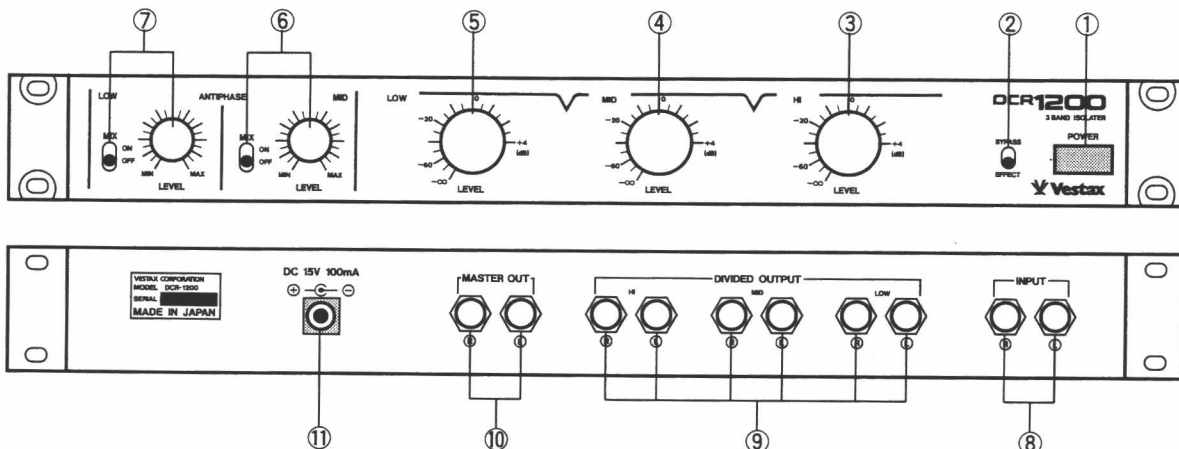 ⑦ ⑥ ⑤ ④ ③ ② ①
LOW ANTIPHASE MID
MIX ON OFF
MIN MAX
LEVEL
MIX ON OFF
MIN MAX
LEVEL
LOW 0
-20 +4
(dB)
-60
-∞
LEVEL
MID 0
-20 +4
(dB)
-60
-∞
LEVEL
HI 0
-20 +4
(dB)
-60
-∞
LEVEL
BYPASS
EFFECT
DCR1200
3 BAND ISOLATER
POWER
Vestax
VESTAX CORPORATION
MODEL DCR-1200
SERIAL
MADE IN JAPAN
DC 15V 100mA
⊕ ⊖
MASTER OUT
R L
DIVIDED OUTPUT
HI MID LOW
R L R L R L
INPUT
R L
⑪ ⑩ ⑨ ⑧